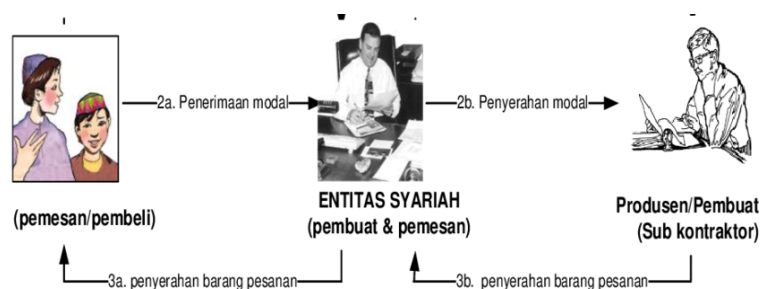 2a. Penerimaan modal
2b. Penyerahan modal
(pemesan/pembeli)
ENTITAS SYARIAH
(pembuat & pemesan)
Produsen/Pembuat
(Sub kontraktor)
3a. penyerahan barang pesanan
3b. penyerahan barang pesanan